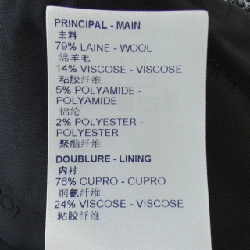 PRINCIPAL - MAIN
主料
79% LAINE - WOOL
绵羊毛
14% VISCOSE - VISCOSE
粘胶纤维
5% POLYAMIDE -
POLYAMIDE
锦纶
2% POLYESTER -
POLYESTER
聚酯纤维
DOUBLURE - LINING
内衬
76% CUPRO - CUPRO
铜氨纤维
24% VISCOSE - VISCOSE
粘胶纤维